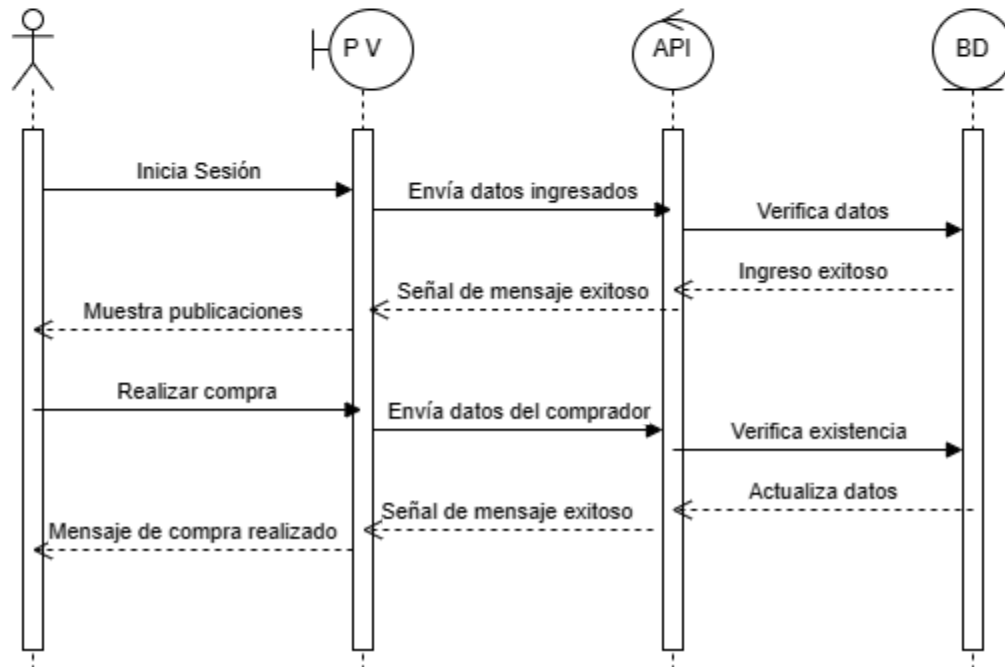 P V
API
BD
Inicia Sesión
Envía datos ingresados
Verifica datos
Ingreso exitoso
Señal de mensaje exitoso
Muestra publicaciones
Realizar compra
Envía datos del comprador
Verifica existencia
Actualiza datos
Señal de mensaje exitoso
Mensaje de compra realizado